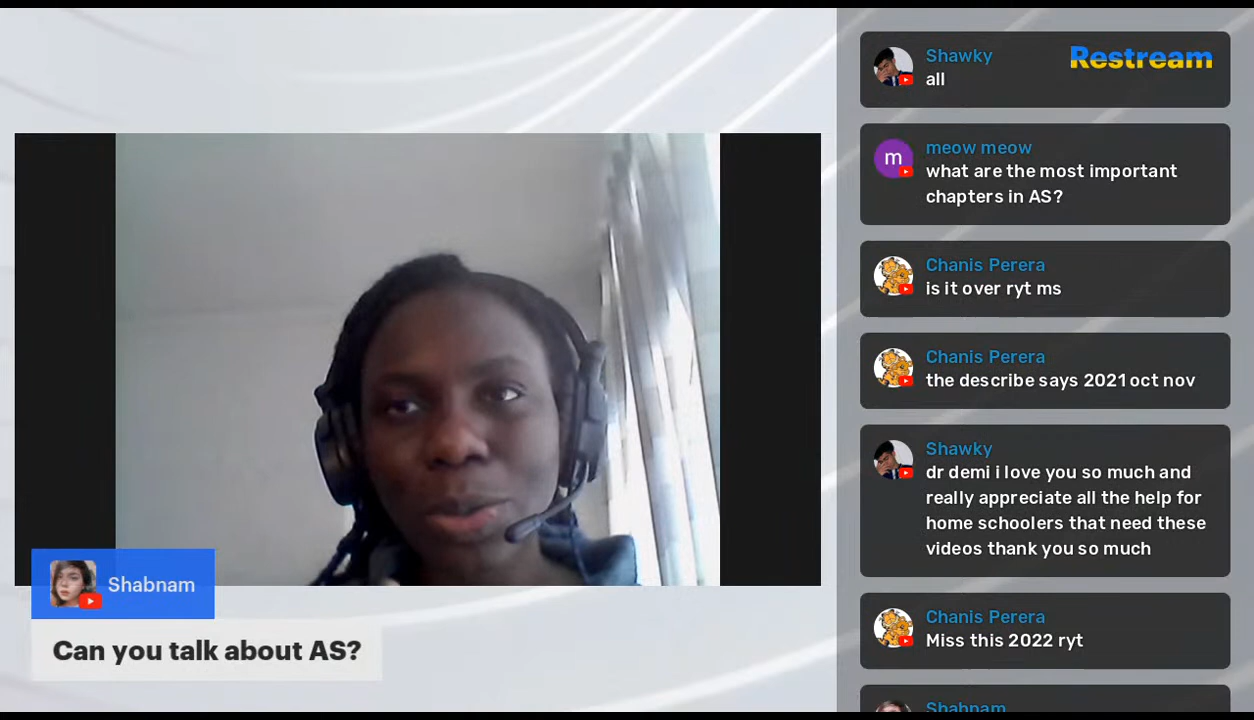 Restream
Shawky
all
m
meow meow
what are the most important
chapters in AS?
Chanis Perera
is it over ryt ms
Chanis Perera
the describe says 2021 oct nov
Shawky
dr demi i love you so much and
really appreciate all the help for
home schoolers that need these
videos thank you so much
Chanis Perera
Miss this 2022 ryt
Shabnam
Shabnam
Can you talk about AS?